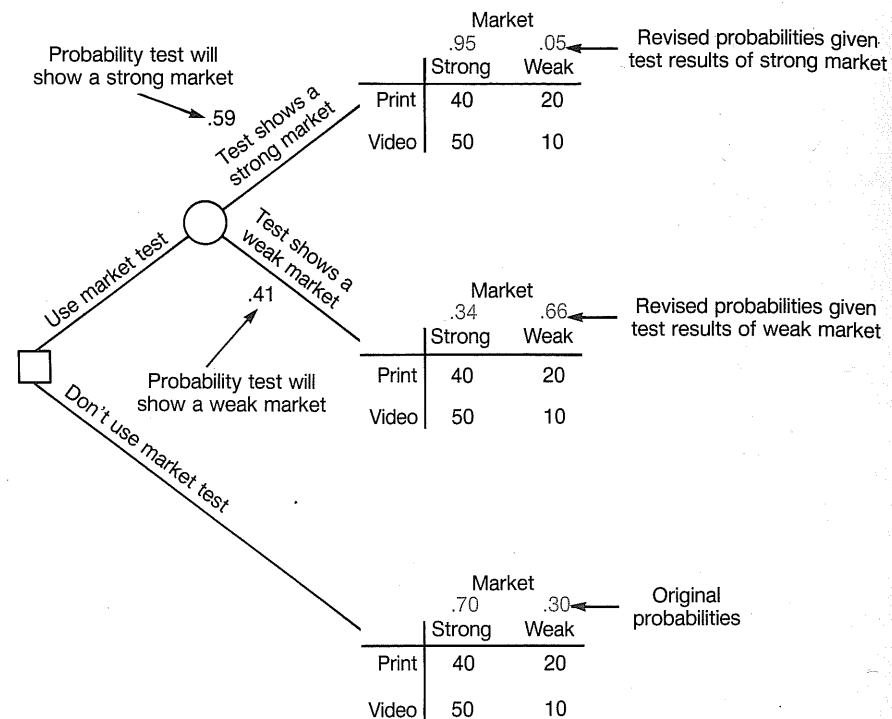 Market
Probability test will
show a strong market
.95 .05
Strong Weak
Revised probabilities given
test results of strong market
.59
Test shows a
strong market
Print 40 20
Video 50 10
Use market test
Test shows a
weak market
.41
Probability test will
show a weak market
Market
.34 .66
Strong Weak
Revised probabilities given
test results of weak market
Print 40 20
Video 50 10
Don't use market test
Market
.70 .30
Strong Weak
Original
probabilities
Print 40 20
Video 50 10